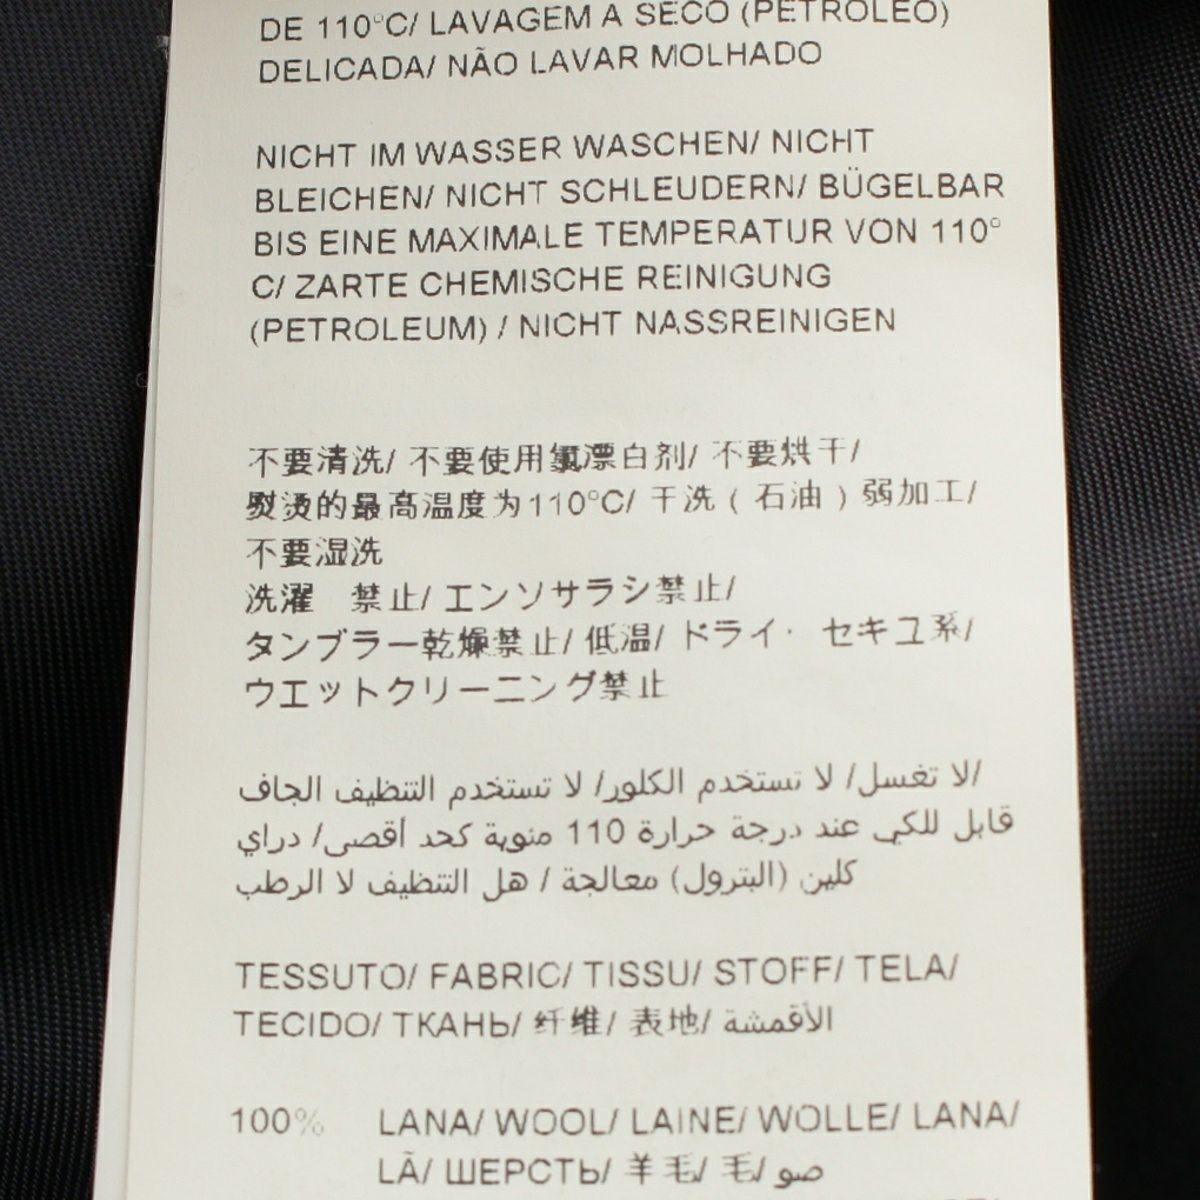 DE 110°C/ LAVAGEM A SECO (PETROLEO)
DELICADA/ NÃO LAVAR MOLHADO
NICHT IM WASSER WASCHEN/ NICHT
BLEICHEN/ NICHT SCHLEUDERN/ BÜGELBAR
BIS EINE MAXIMALE TEMPERATUR VON 110°
C/ ZARTE CHEMISCHE REINIGUNG
(PETROLEUM) / NICHT NASSREINIGEN
不要清洗/ 不要使用氯漂白剂/ 不要烘干/
熨烫的最高温度为110°C/ 干洗 ( 石油 ) 弱加工/
不要湿洗
洗濯　禁止/ エンソサラシ禁止/
タンブラー乾燥禁止/ 低温/ ドライ· セキユ系/
ウエットクリーニング禁止
لا تغسل/ لا تستخدم الكلور/ لا تستخدم التنظيف الجاف/
قابل للكي عند درجة حرارة 110 منوية كحد أقصى/ دراي
كلين (البترول) معالجة / هل التنظيف لا الرطب
TESSUTO/ FABRIC/ TISSU/ STOFF/ TELA/
TECIDO/ ТКАНЬ/ 纤维/ 表地/ الأقمشة
100% LANA/ WOOL/ LAINE/ WOLLE/ LANA/
LÃ/ ШЕРСТЬ/ 羊毛/ 毛/ صو